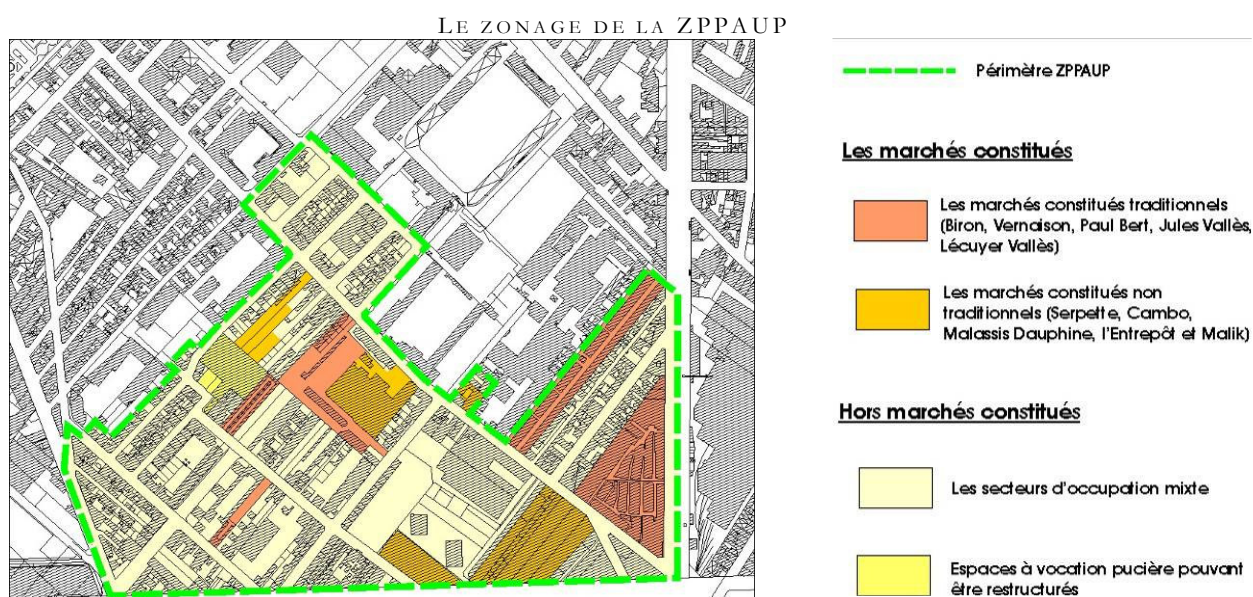 LE ZONAGE DE LA ZPPAUP
Périmètre ZPPAUP
Les marchés constitués
Les marchés constitués traditionnels
(Biron, Vernaison, Paul Bert, Jules Vallès,
Lécuyer Vallès)
Les marchés constitués non
traditionnels (Serpette, Cambo,
Malassis Dauphine, l'Entrepôt et Malik)
Hors marchés constitués
Les secteurs d'occupation mixte
Espaces à vocation pucière pouvant
être restructurés